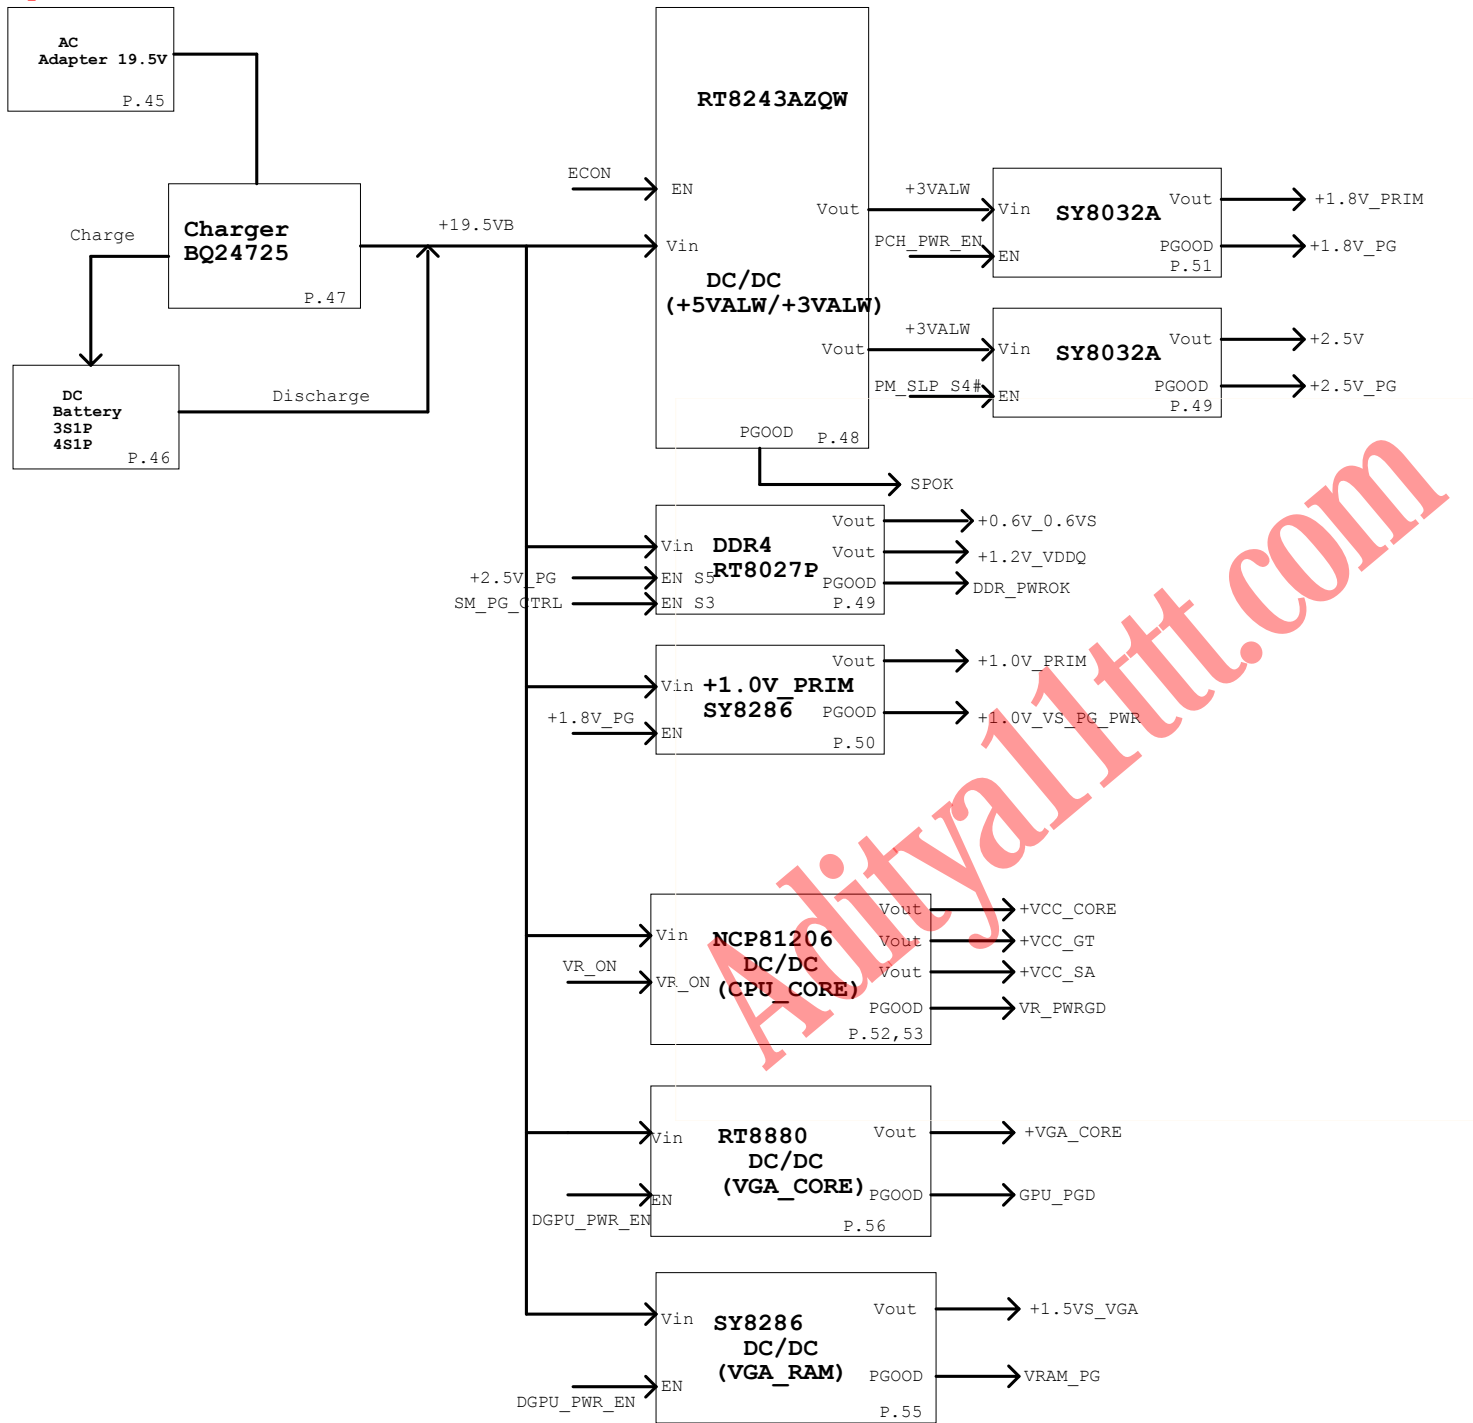 AC
Adapter 19.5V
P.45
Charger
BQ24725
P.47
Charge
DC
Battery
3S1P
4S1P
P.46
Discharge
+19.5VB
RT8243AZQW
ECON
EN
Vin
Vout
DC/DC
(+5VALW/+3VALW)
Vout
PGOOD
P.48
SPOK
+3VALW
Vin
SY8032A
Vout
+1.8V_PRIM
PCH_PWR_EN
EN
PGOOD
+1.8V_PG
P.51
+3VALW
Vin
SY8032A
Vout
+2.5V
PM_SLP_S4#
EN
PGOOD
+2.5V_PG
P.49
Vin
DDR4
RT8027P
Vout
+0.6V_0.6VS
Vout
+1.2V_VDDQ
+2.5V_PG
EN S5
PGOOD
DDR_PWROK
SM_PG_CTRL
EN S3
P.49
Vin
+1.0V_PRIM
SY8286
Vout
+1.0V_PRIM
+1.8V_PG
EN
PGOOD
+1.0V_VS_PG_PWR
P.50
Vin
NCP81206
DC/DC
(CPU_CORE)
Vout
+VCC_CORE
Vout
+VCC_GT
Vout
+VCC_SA
VR_ON
VR_ON
PGOOD
VR_PWRGD
P.52,53
Vin
RT8880
DC/DC
(VGA_CORE)
Vout
+VGA_CORE
DGPU_PWR_EN
EN
PGOOD
GPU_PGD
P.56
Vin
SY8286
DC/DC
(VGA_RAM)
Vout
+1.5VS_VGA
DGPU_PWR_EN
EN
PGOOD
VRAM_PG
P.55
Aditya11ttt.com